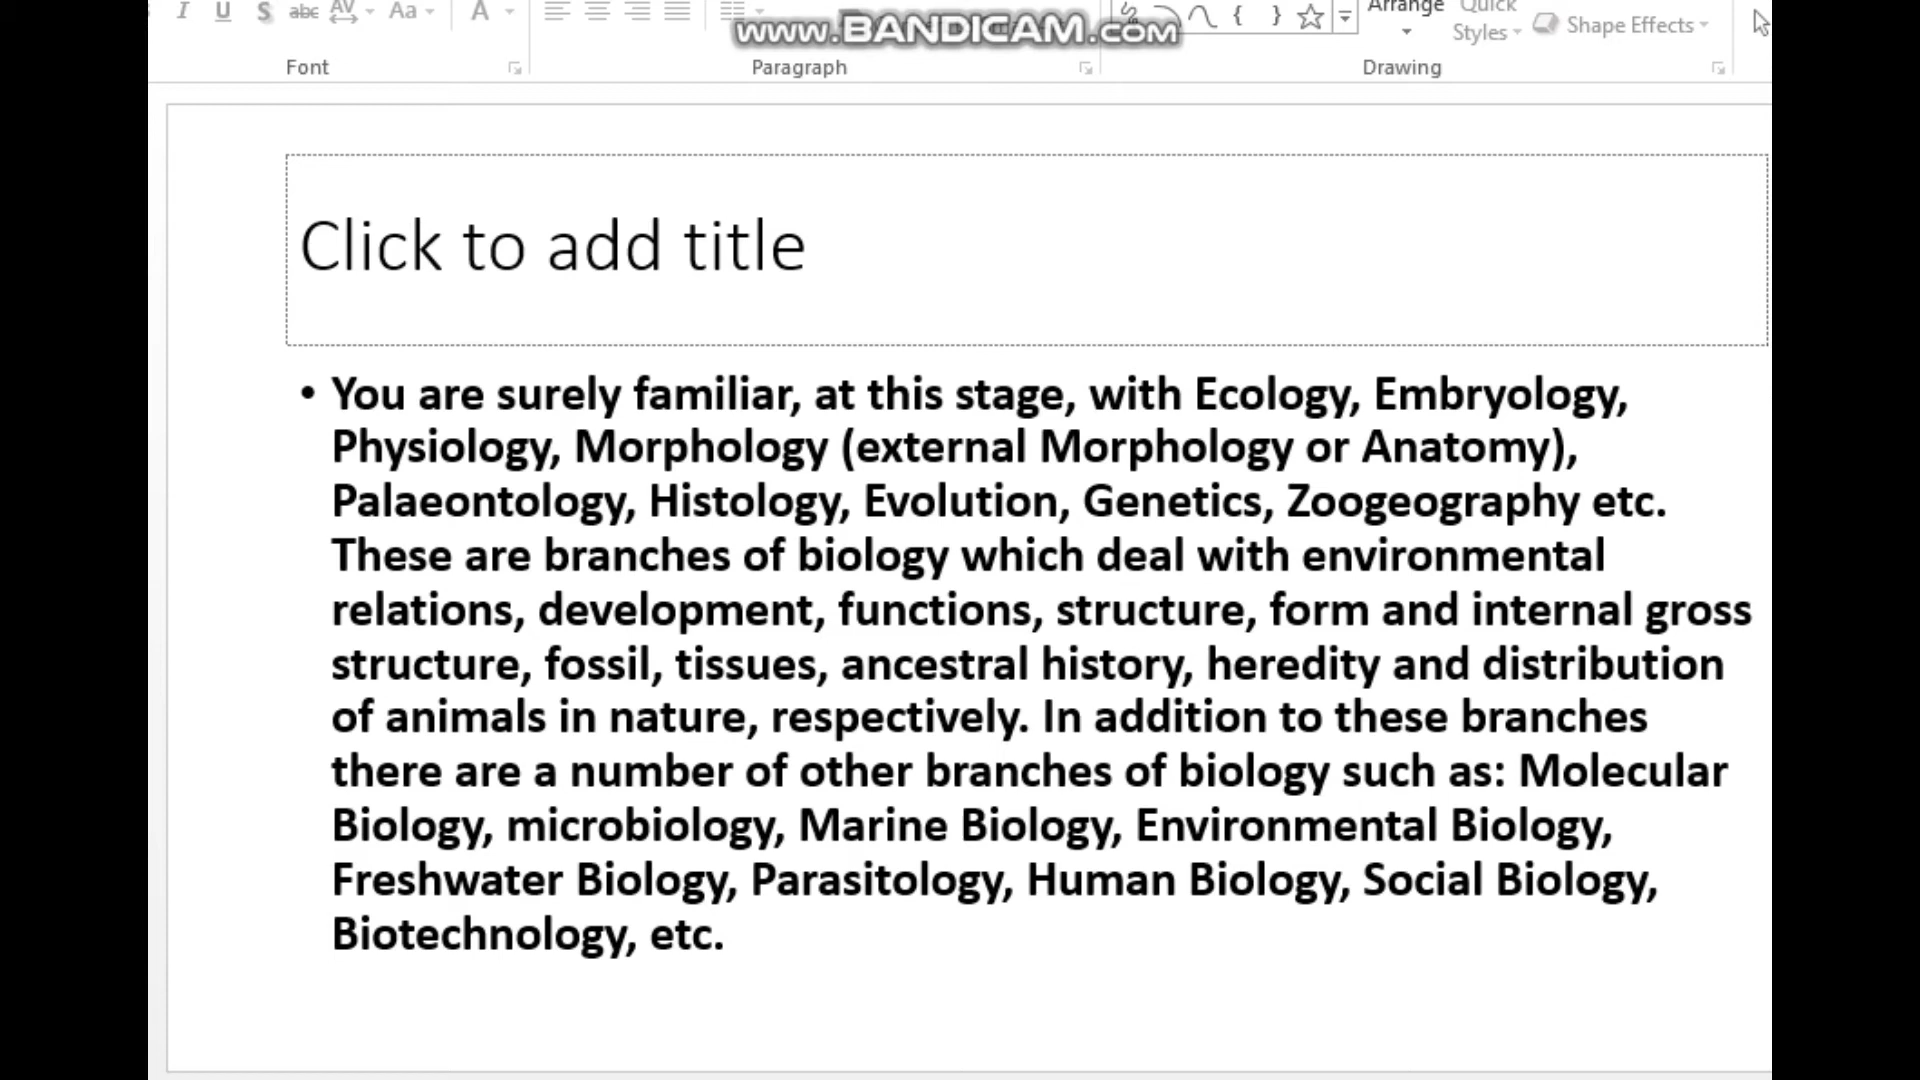 I U S abc AV Aa A
www.BANDICAM.com
Arrange
Quick
Styles
Shape Effects
Font
Paragraph
Drawing
Click to add title
• You are surely familiar, at this stage, with Ecology, Embryology,
Physiology, Morphology (external Morphology or Anatomy),
Palaeontology, Histology, Evolution, Genetics, Zoogeography etc.
These are branches of biology which deal with environmental
relations, development, functions, structure, form and internal gross
structure, fossil, tissues, ancestral history, heredity and distribution
of animals in nature, respectively. In addition to these branches
there are a number of other branches of biology such as: Molecular
Biology, microbiology, Marine Biology, Environmental Biology,
Freshwater Biology, Parasitology, Human Biology, Social Biology,
Biotechnology, etc.